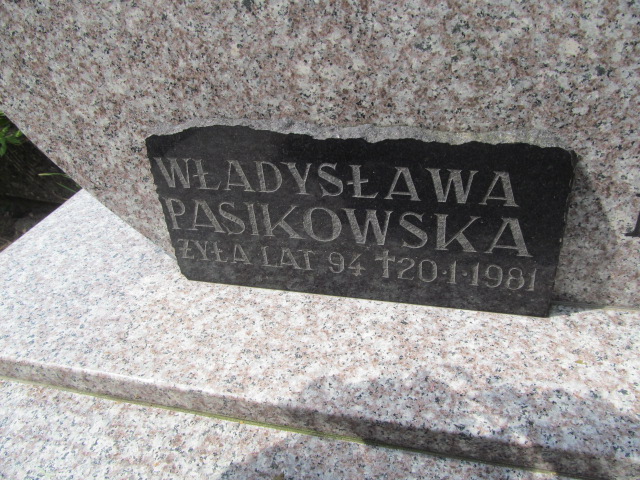 WŁADYSŁAWA
PASIKOWSKA
ŻYŁA LAT 94 ✝20·1·1981